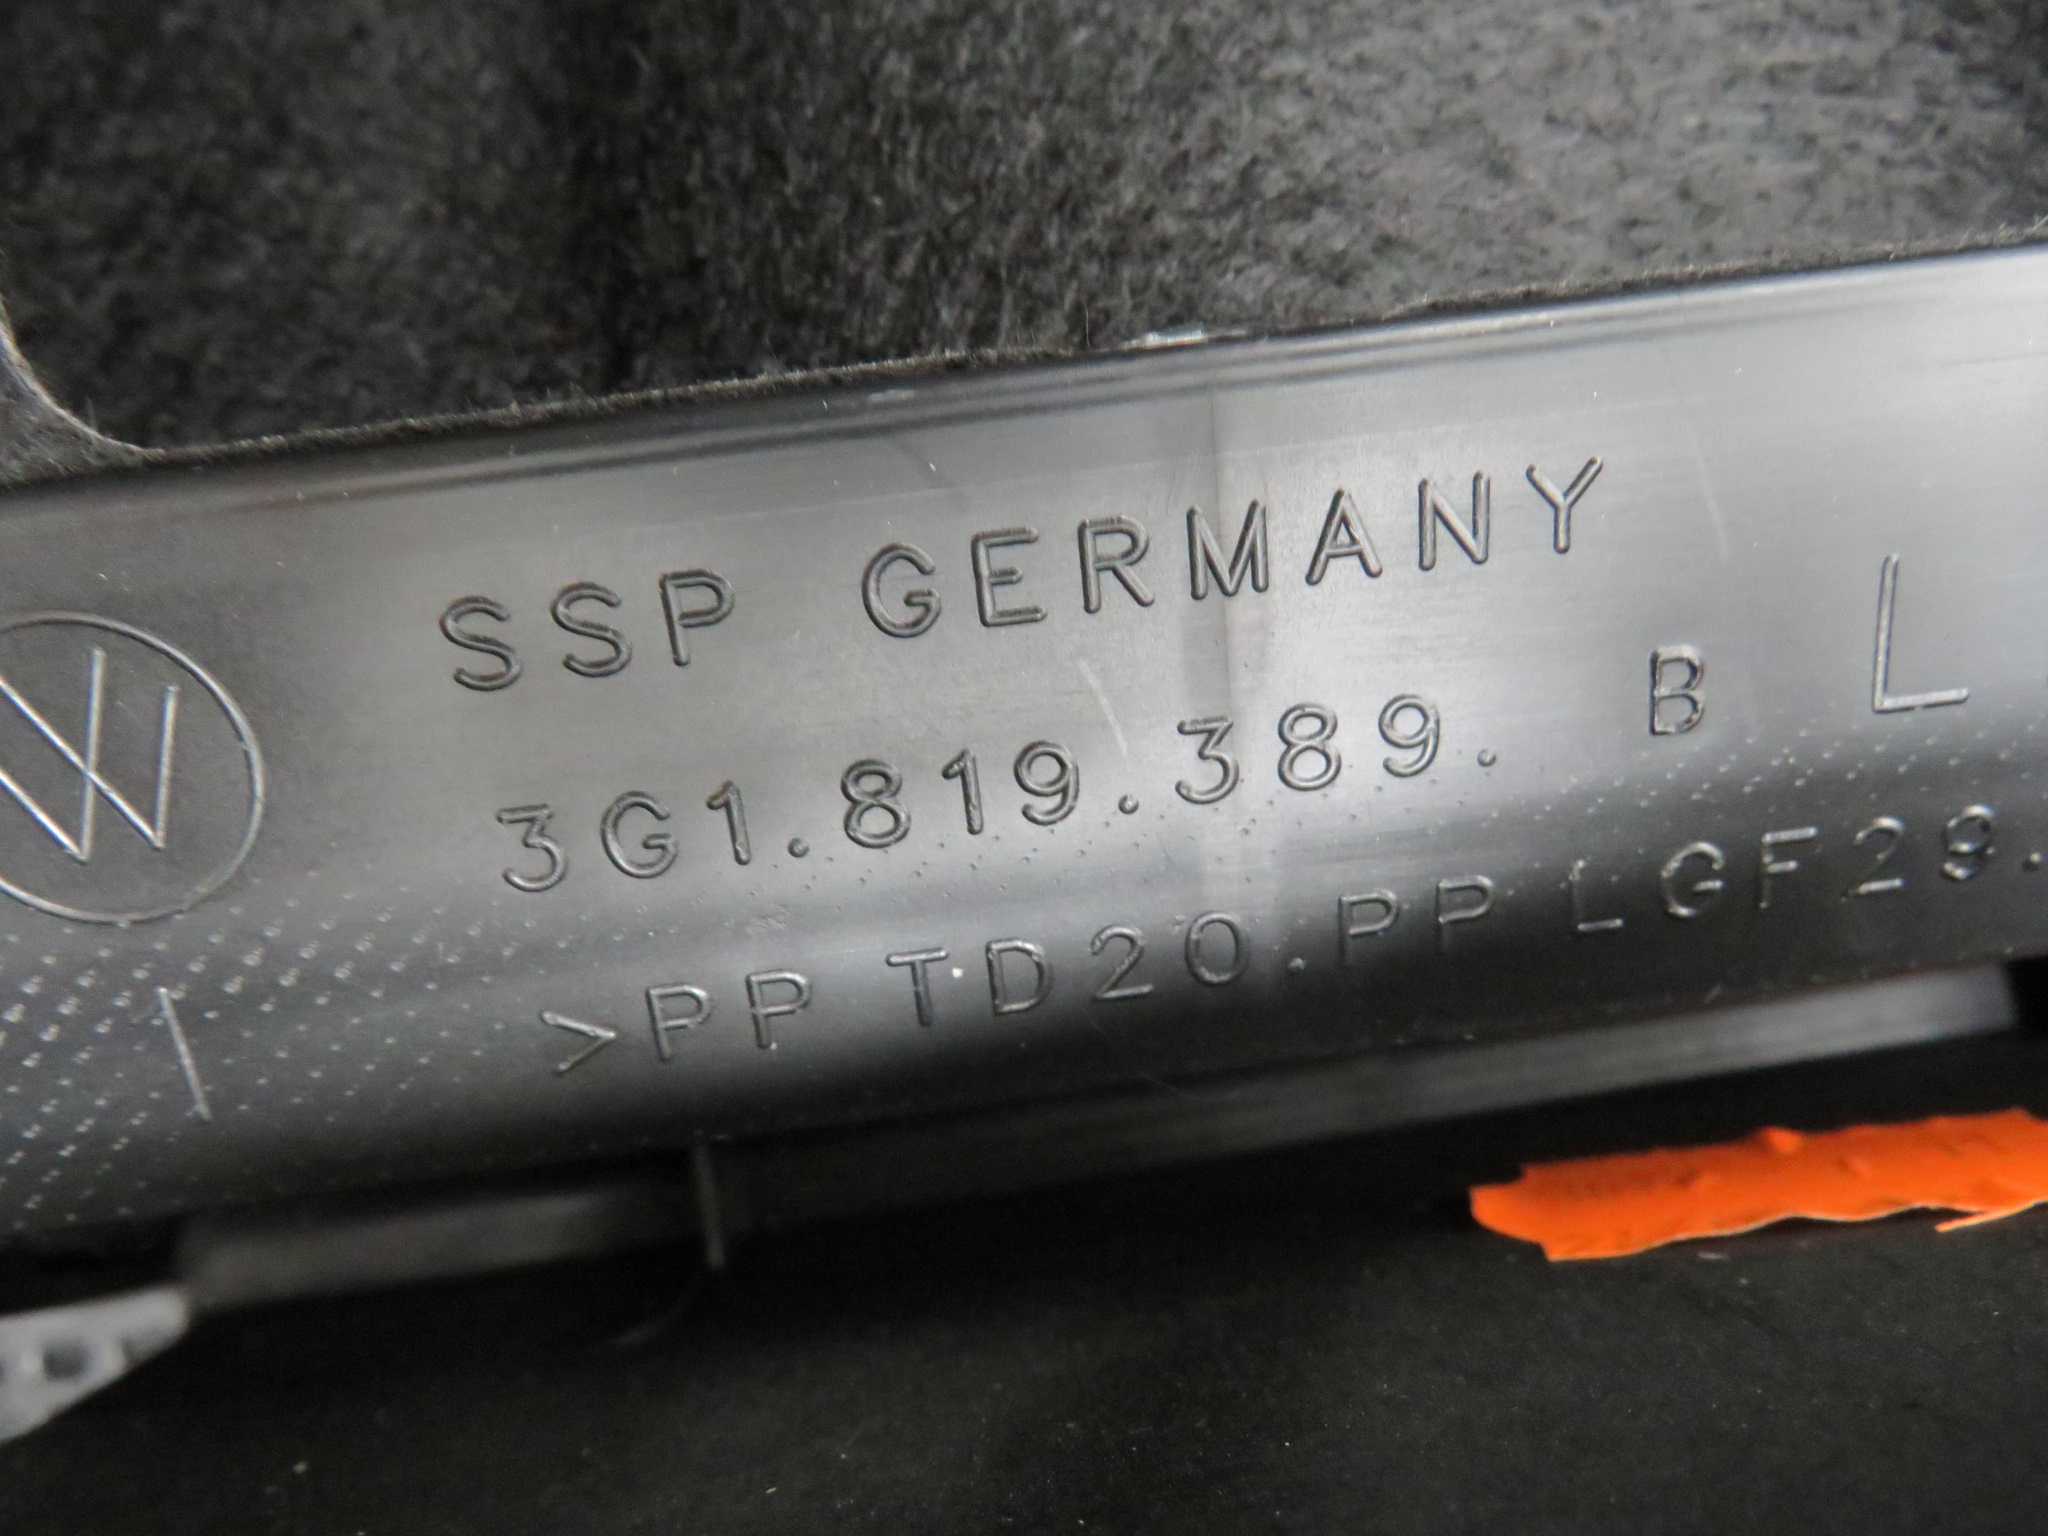 SSP GERMANY
3G1.819.389. B L
>PP TD20.PP LGF29.